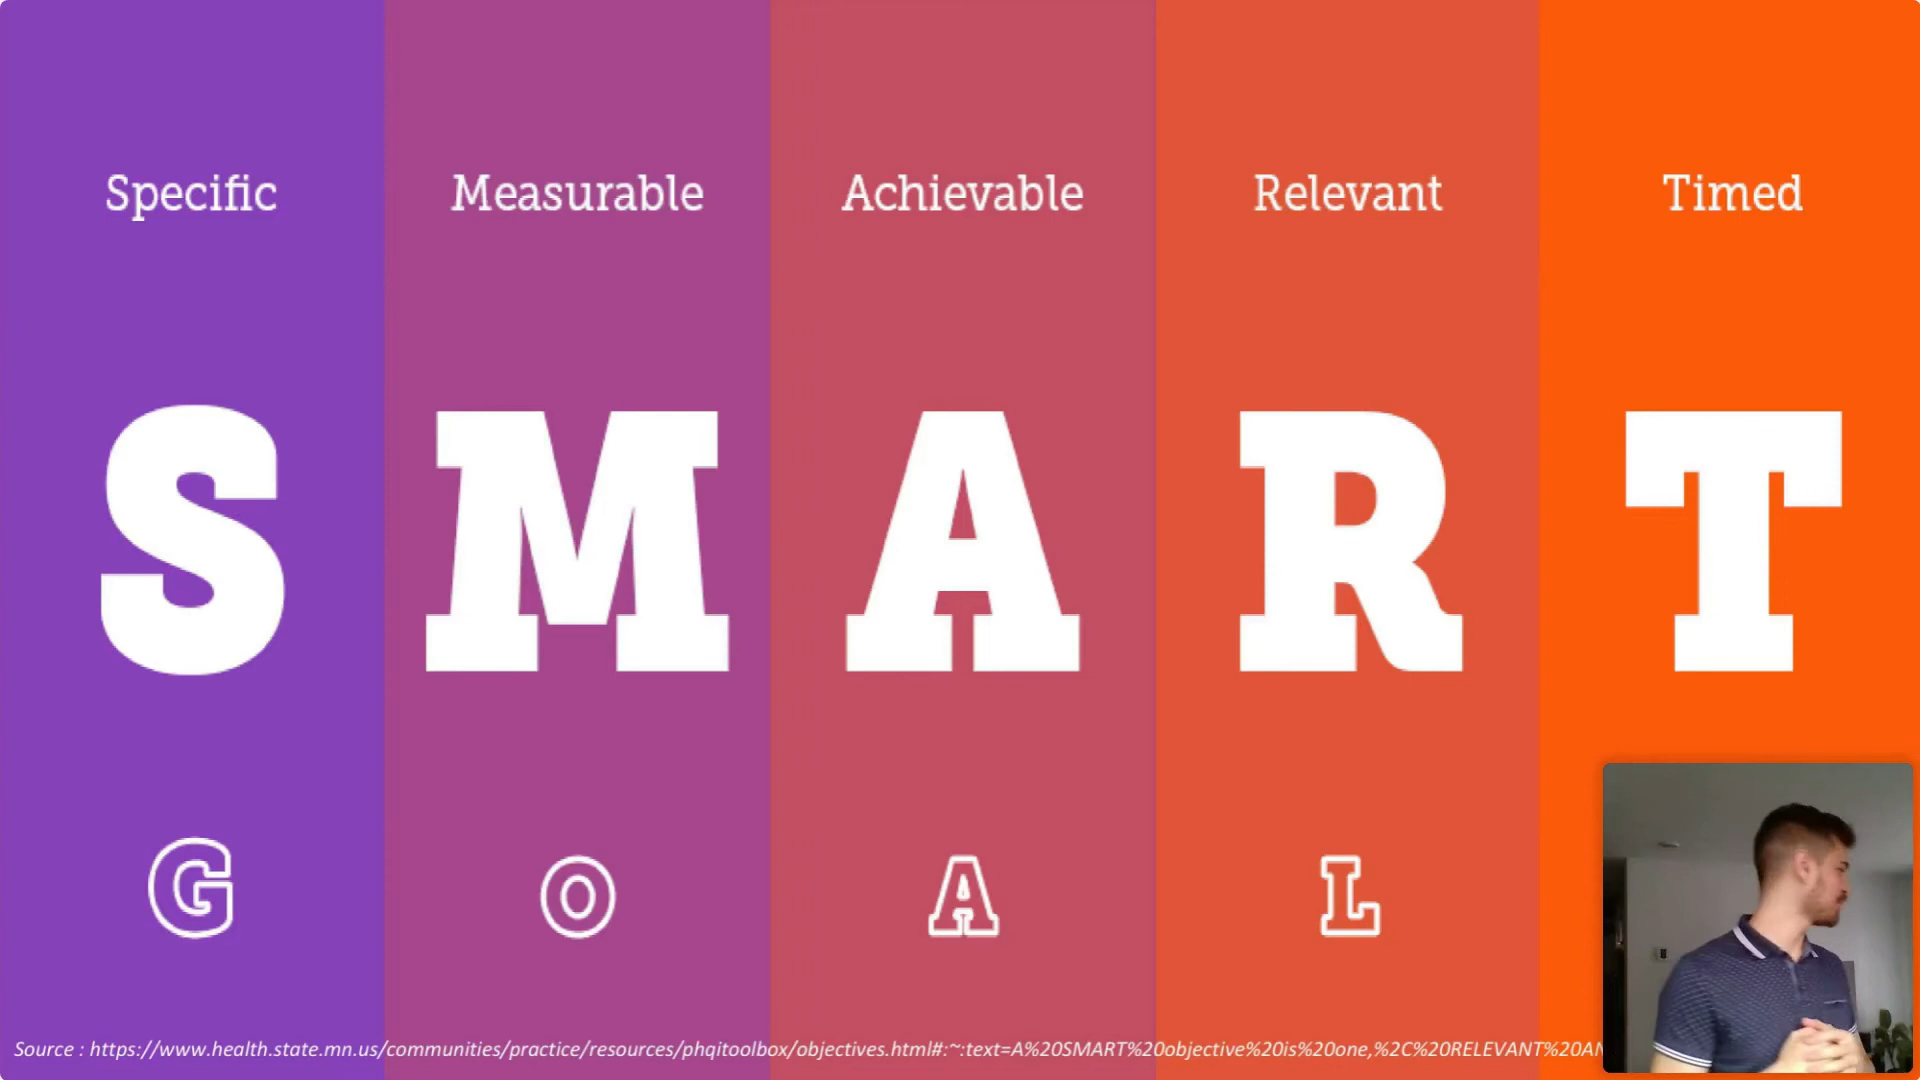 Specific Measurable Achievable Relevant Timed
S M A R T
G O A L
Source : https://www.health.state.mn.us/communities/practice/resources/phqitoolbox/objectives.html#:~:text=A%20SMART%20objective%20is%20one,%2C%20RELEVANT%20AN